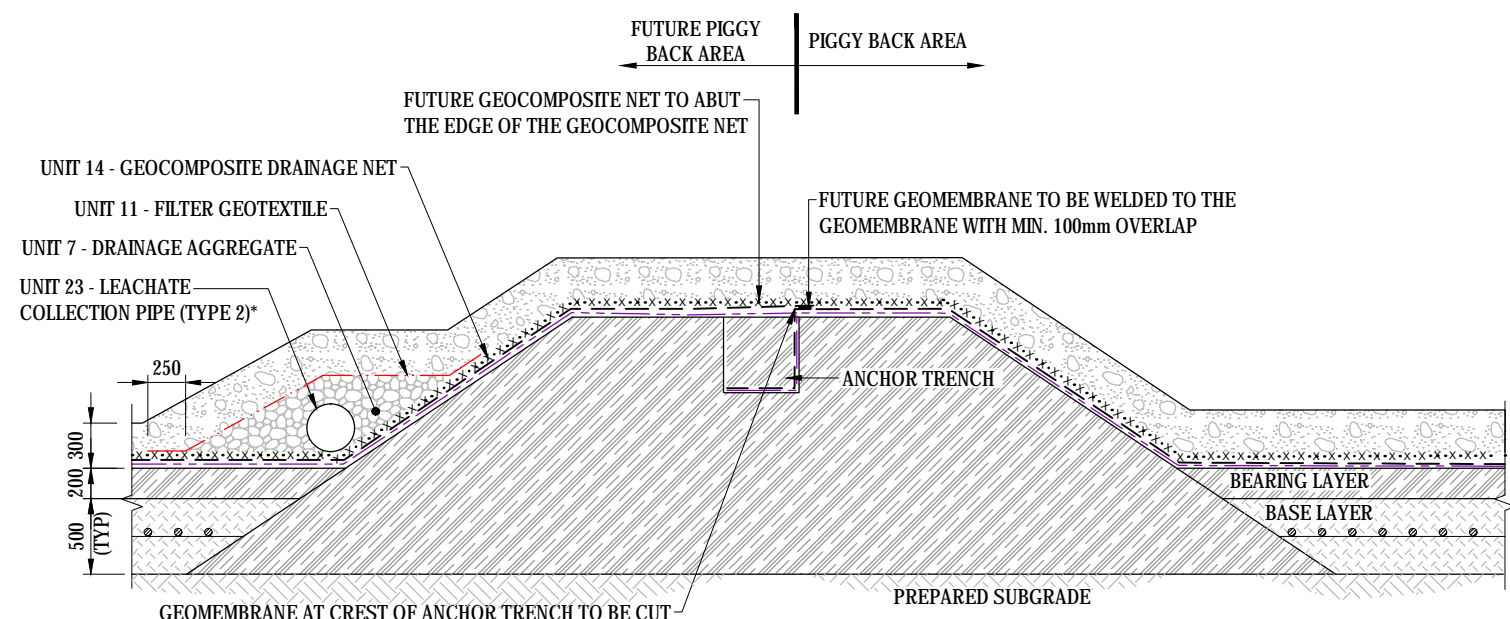 FUTURE PIGGY
BACK AREA
PIGGY BACK AREA
FUTURE GEOCOMPOSITE NET TO ABUT
THE EDGE OF THE GEOCOMPOSITE NET
UNIT 14 - GEOCOMPOSITE DRAINAGE NET
UNIT 11 - FILTER GEOTEXTILE
UNIT 7 - DRAINAGE AGGREGATE
UNIT 23 - LEACHATE
COLLECTION PIPE (TYPE 2)*
FUTURE GEOMEMBRANE TO BE WELDED TO THE
GEOMEMBRANE WITH MIN. 100mm OVERLAP
250
ANCHOR TRENCH
300
200
500
(TYP)
BEARING LAYER
BASE LAYER
PREPARED SUBGRADE
GEOMEMBRANE AT CREST OF ANCHOR TRENCH TO BE CUT